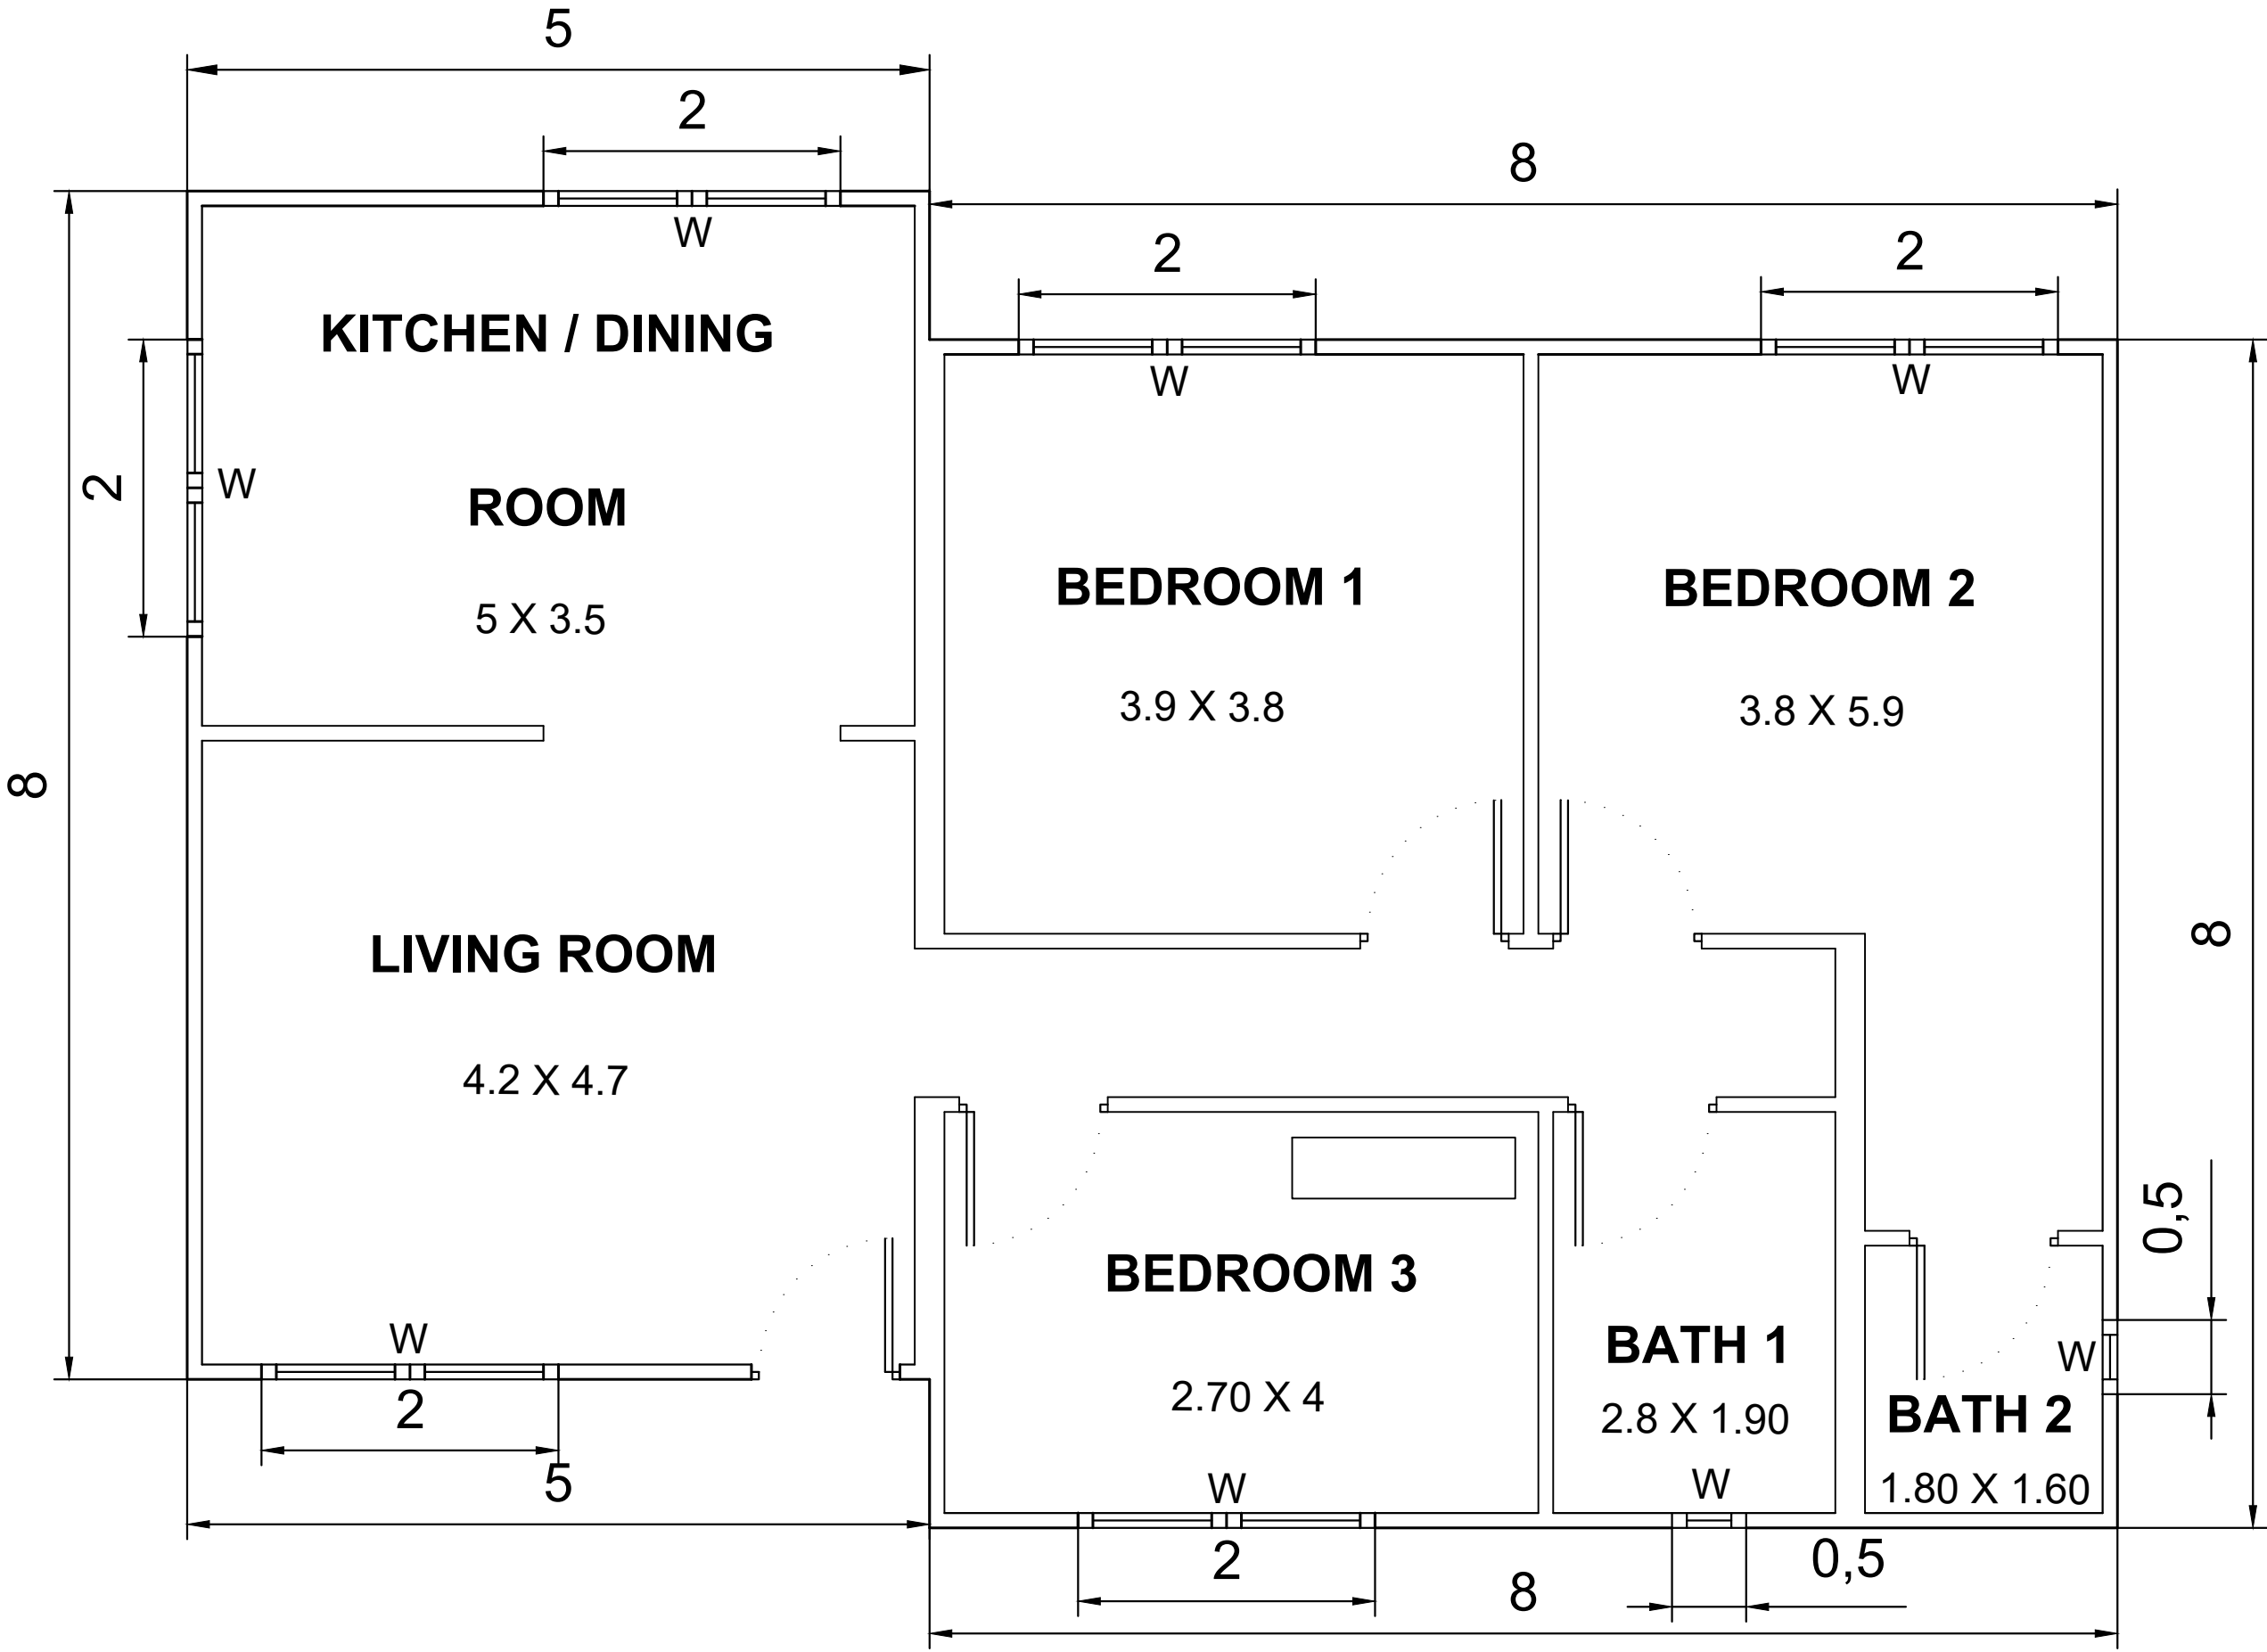 5
2
8
2
2
W
KITCHEN / DINING
W
W
2
W
ROOM
BEDROOM 1
BEDROOM 2
5 X 3.5
3.9 X 3.8
3.8 X 5.9
8
LIVING ROOM
8
4.2 X 4.7
0,5
BEDROOM 3
W
BATH 1
W
2.70 X 4
2
2.8 X 1.90
BATH 2
5
W
W
1.80 X 1.60
2
8
0,5